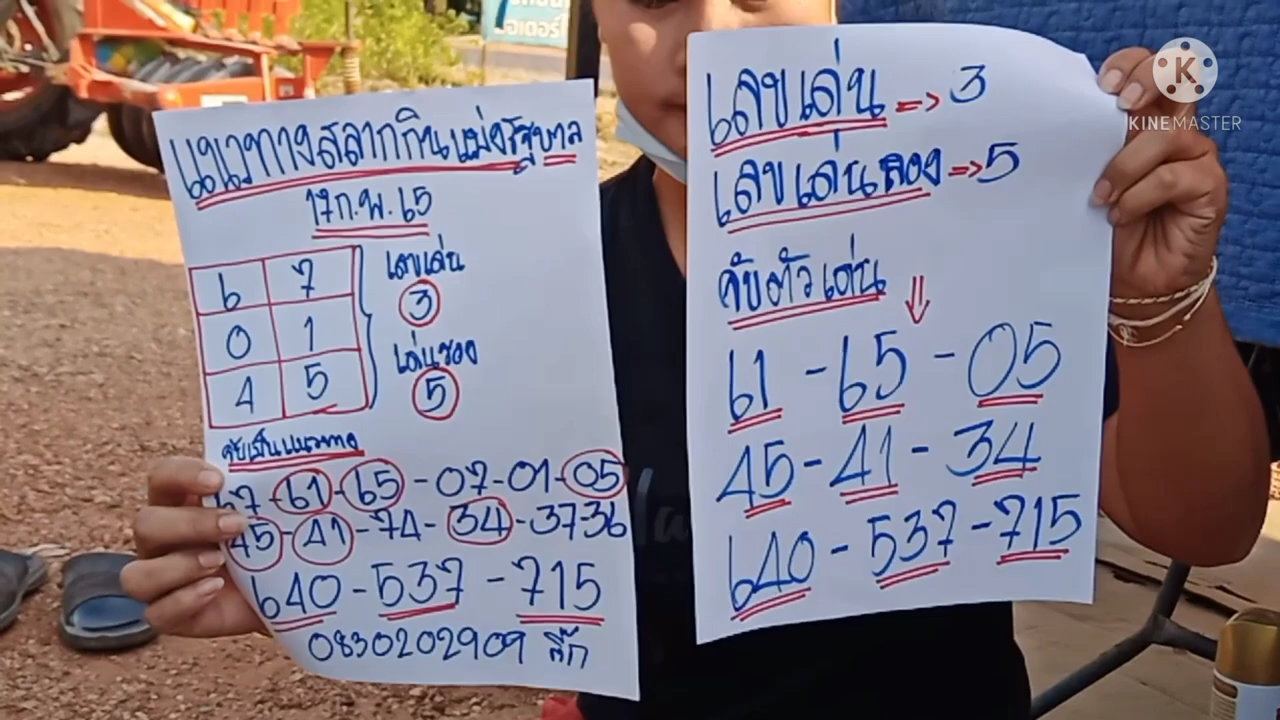 แนวทางสลากกินแบ่งรัฐบาล
17 ก.พ. 65
6 7
0 1
4 5
เลขเด่น
3
เด่นรอง
5
จับเป็นแนวทาง
67-61-65-07-01-05
45-41-74-34-37-36
640-537-715
0830202909
เลขเด่น => 3
เลขเด่นรอง => 5
จับตัวเด่น
61-65-05
45-41-34
640-537-715
K
KINEMASTER